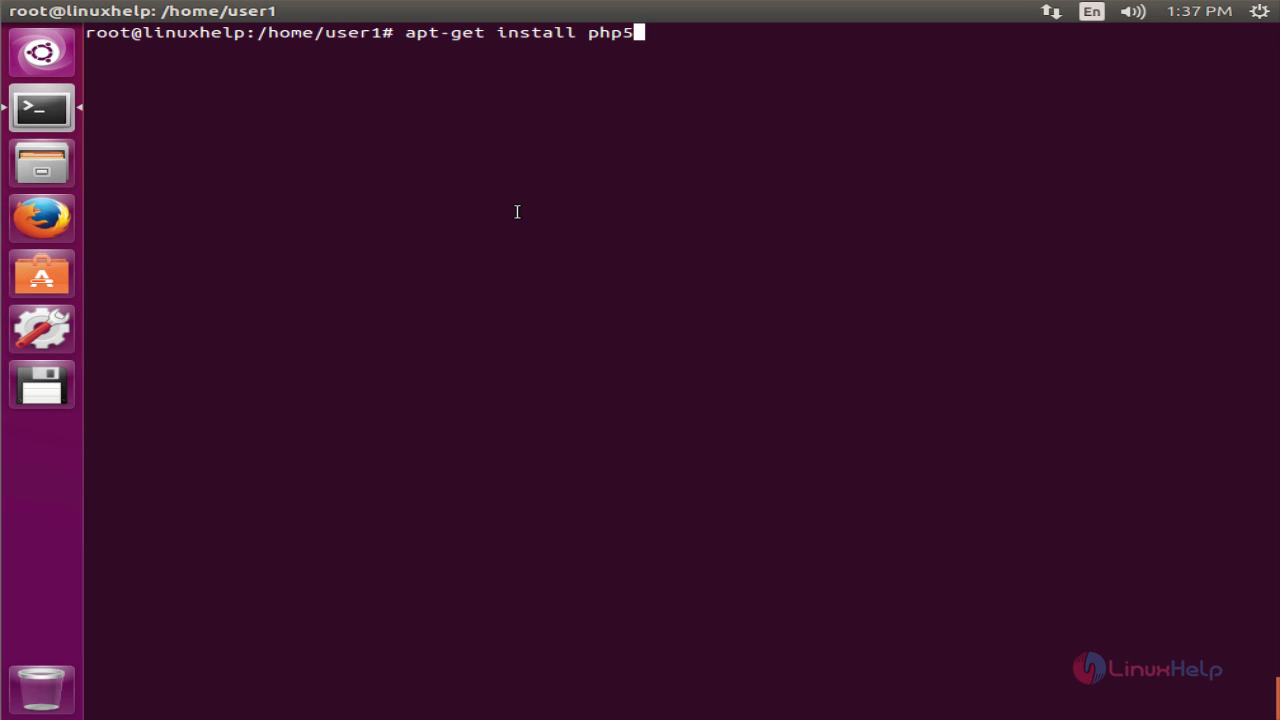 root@linuxhelp: /home/user1
En
1:37 PM
root@linuxhelp:/home/user1# apt-get install php5
LinuxHelp